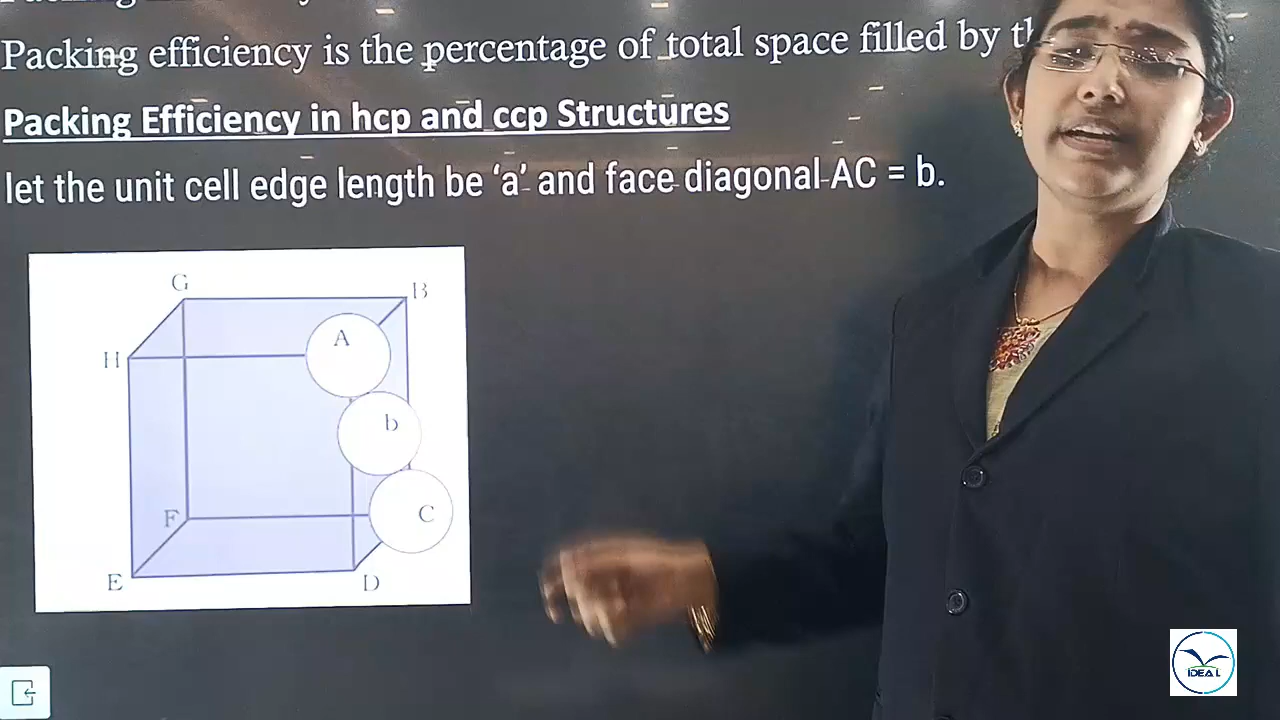 Packing efficiency is the percentage of total space filled by
Packing Efficiency in hcp and ccp Structures
let the unit cell edge length be ‘a’ and face diagonal AC = b.
G
B
A
H
b
F
C
E
D
IDEAL